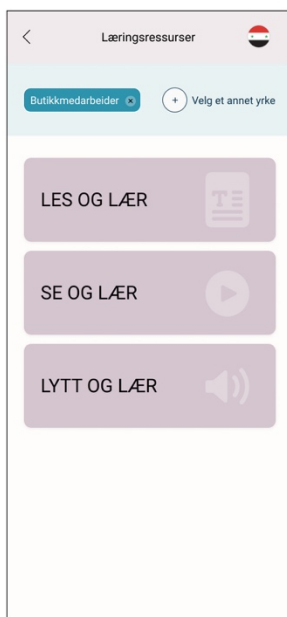 Læringsressurser
Butikkmedarbeider
Velg et annet yrke
LES OG LÆR
SE OG LÆR
LYTT OG LÆR